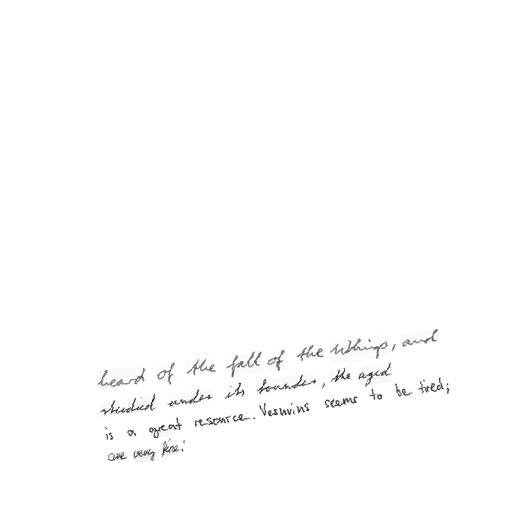 heard of the fall of the Whigs, and
studied under its founder, the aged
is a great resource. Vesuvius seems to be tired;
are very fine!